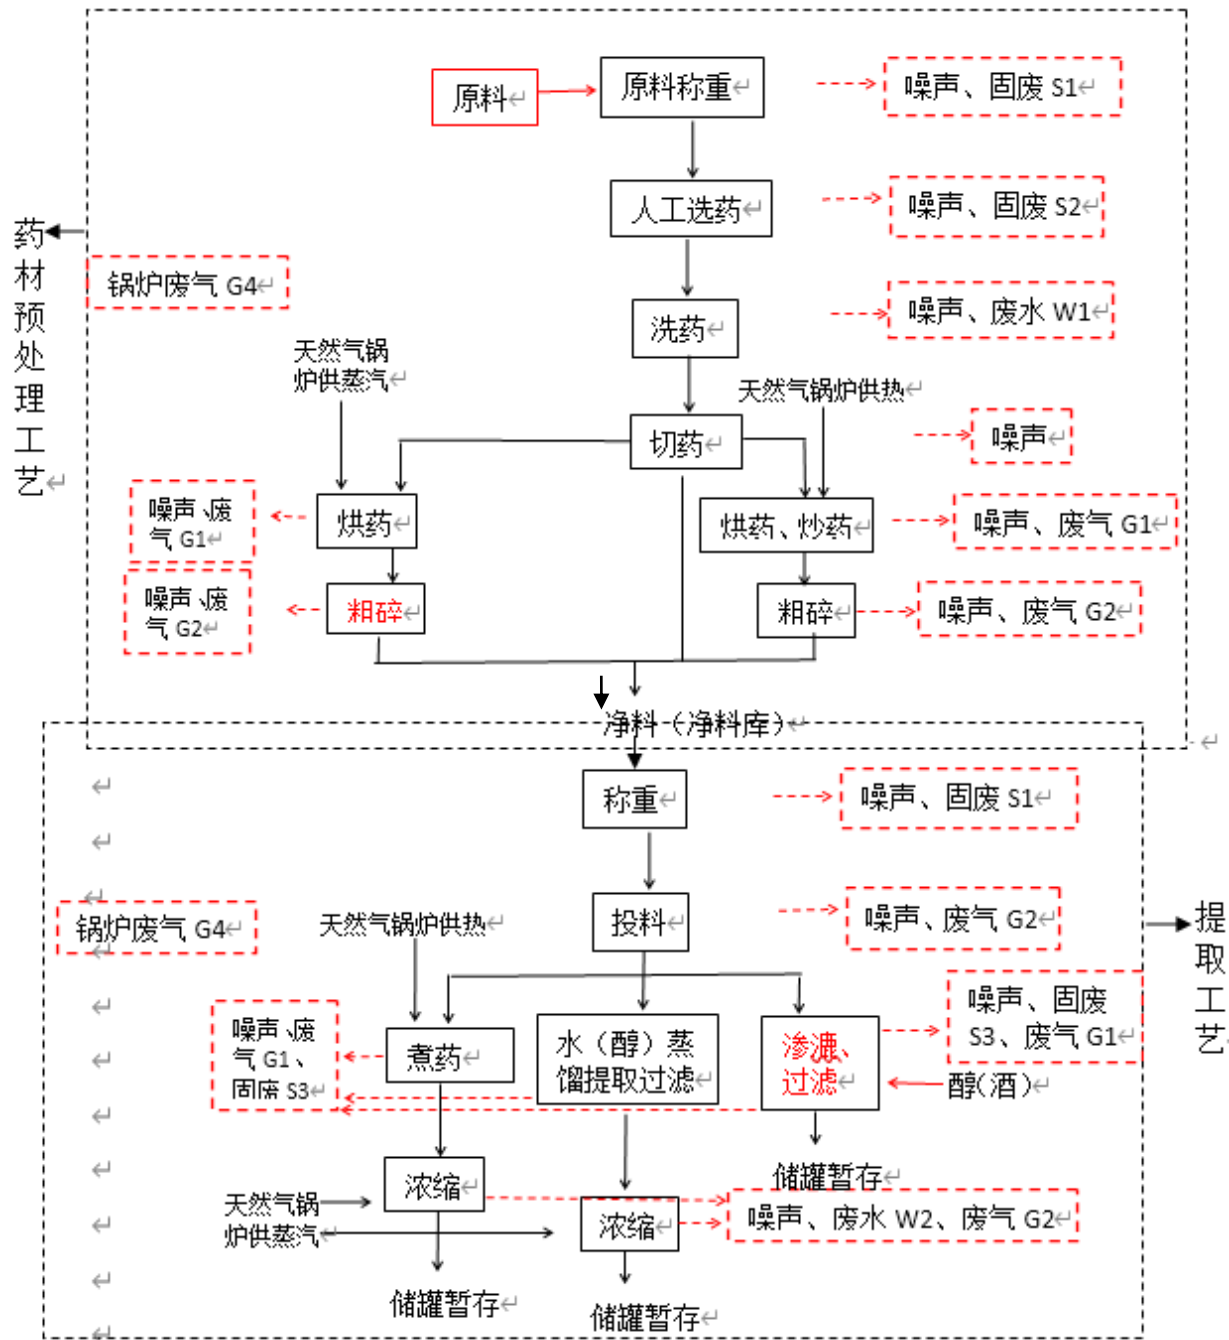 原料
原料称重
噪声、固废 S1
人工选药
噪声、固废 S2
药
材
预
处
理
工
艺
锅炉废气 G4
洗药
噪声、废水 W1
天然气锅
炉供蒸汽
天然气锅炉供热
切药
噪声
噪声、废
气 G1
烘药
烘药、炒药
噪声、废气 G1
噪声、废
气 G2
粗碎
粗碎
噪声、废气 G2
净料（净料库）
称重
噪声、固废 S1
锅炉废气 G4
天然气锅炉供热
投料
噪声、废气 G2
提
取
工
艺
噪声、废
气 G1、
固废 S3
煮药
水（醇）蒸
馏提取过滤
渗漉、
过滤
噪声、固废
S3、废气 G1
醇（酒）
储罐暂存
浓缩
天然气锅
炉供蒸汽
浓缩
噪声、废水 W2、废气 G2
储罐暂存
储罐暂存